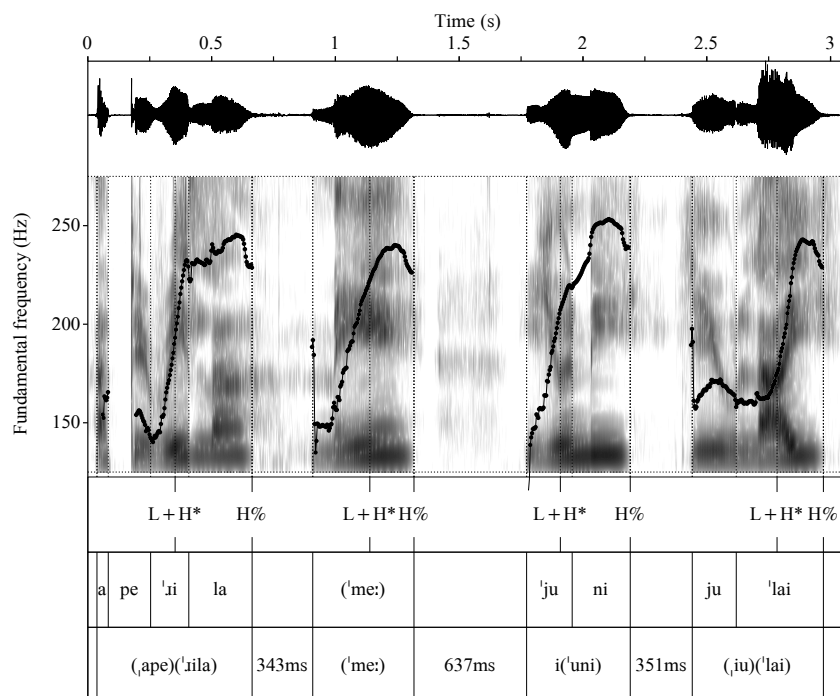 Time (s)
0 0.5 1 1.5 2 2.5 3
Fundamental frequency (Hz)
250
200
150
L + H* H% L + H* H% L + H* H% L + H* H%
a pe ˈɹi la (ˈmeː) ˈju ni ju ˈlai
(ˌape)(ˈɹila) 343ms (ˈmeː) 637ms i(ˈuni) 351ms (ˌiu)(ˈlai)